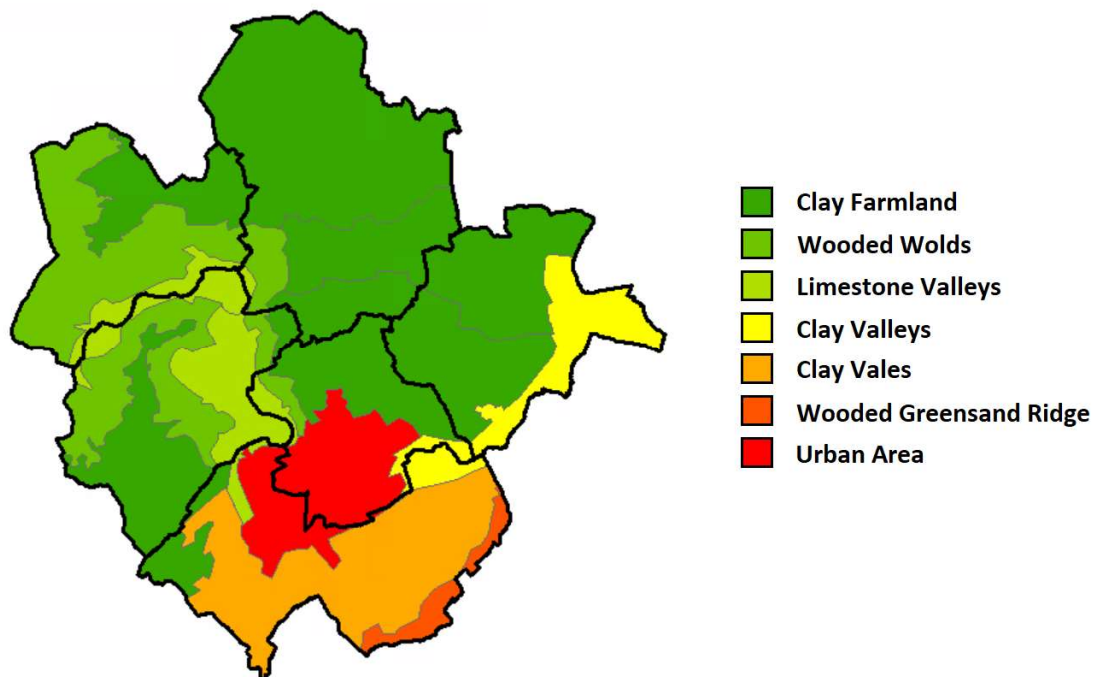 Clay Farmland
Wooded Wolds
Limestone Valleys
Clay Valleys
Clay Vales
Wooded Greensand Ridge
Urban Area